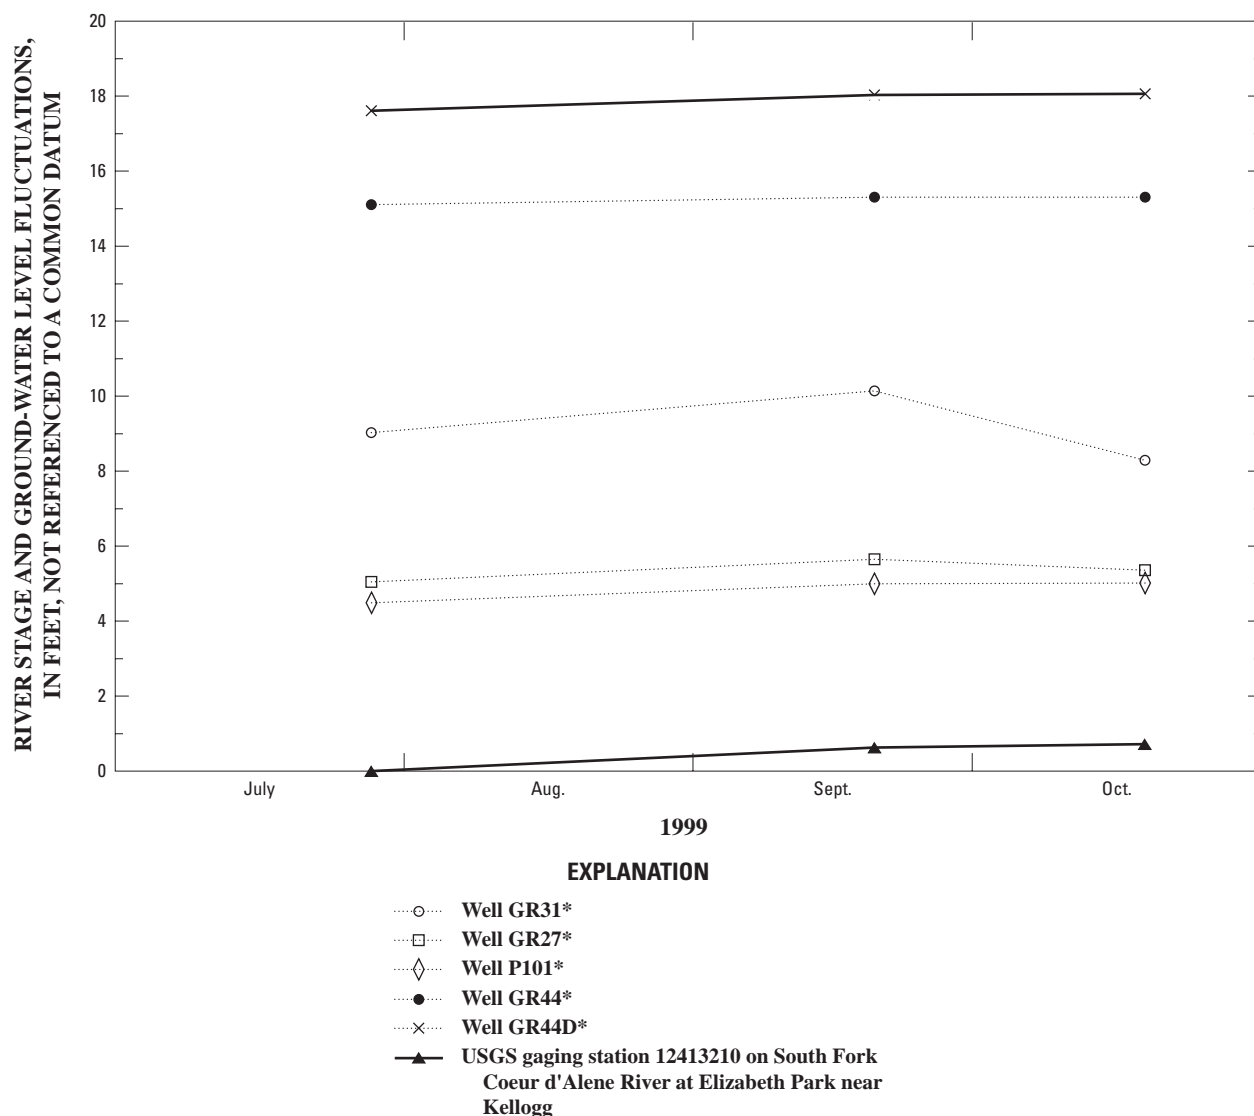 RIVER STAGE AND GROUND-WATER LEVEL FLUCTUATIONS,
IN FEET, NOT REFERENCED TO A COMMON DATUM
20
18
16
14
12
10
8
6
4
2
0
July Aug. Sept. Oct.
1999
EXPLANATION
Well GR31*
Well GR27*
Well P101*
Well GR44*
Well GR44D*
USGS gaging station 12413210 on South Fork
Coeur d'Alene River at Elizabeth Park near
Kellogg